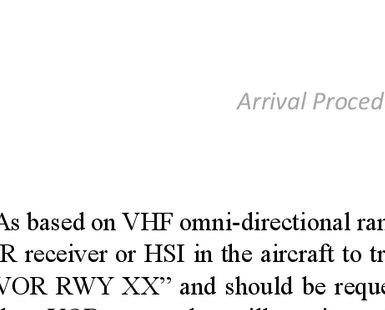 Arrival Proced
As based on VHF omni-directional ran
R receiver or HSI in the aircraft to tr
VOR RWY XX” and should be reque